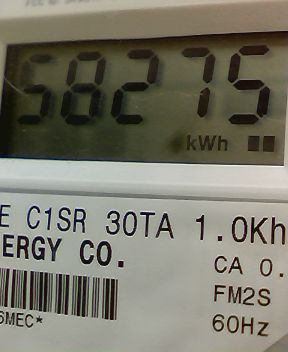 58275
kWh
E C1SR 30TA 1.0Kh
ERGY CO.
CA 0.
FM2S
6MEC*
60Hz